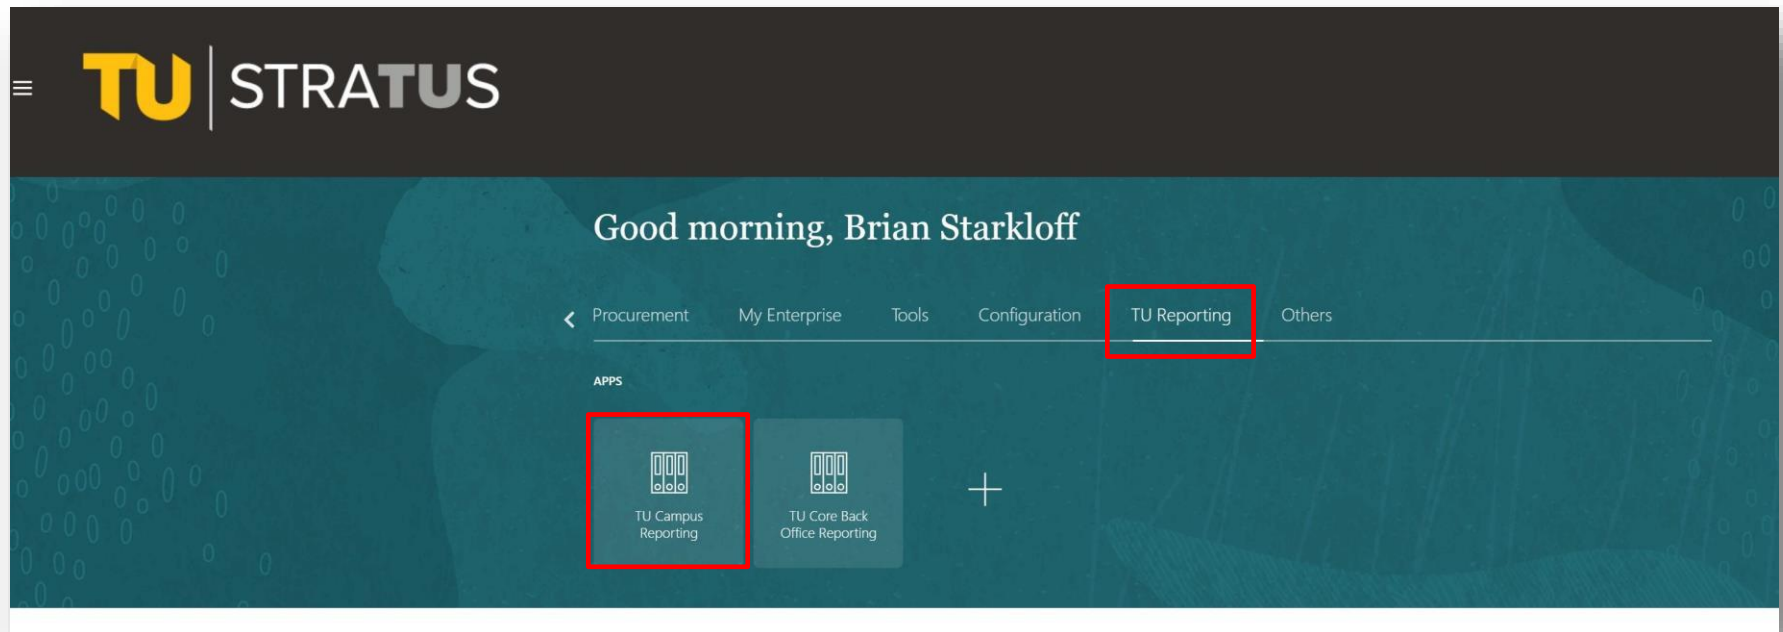 TU STRATUS
Good morning, Brian Starkloff
Procurement My Enterprise Tools Configuration TU Reporting Others
APPS
TU Campus
Reporting
TU Core Back
Office Reporting